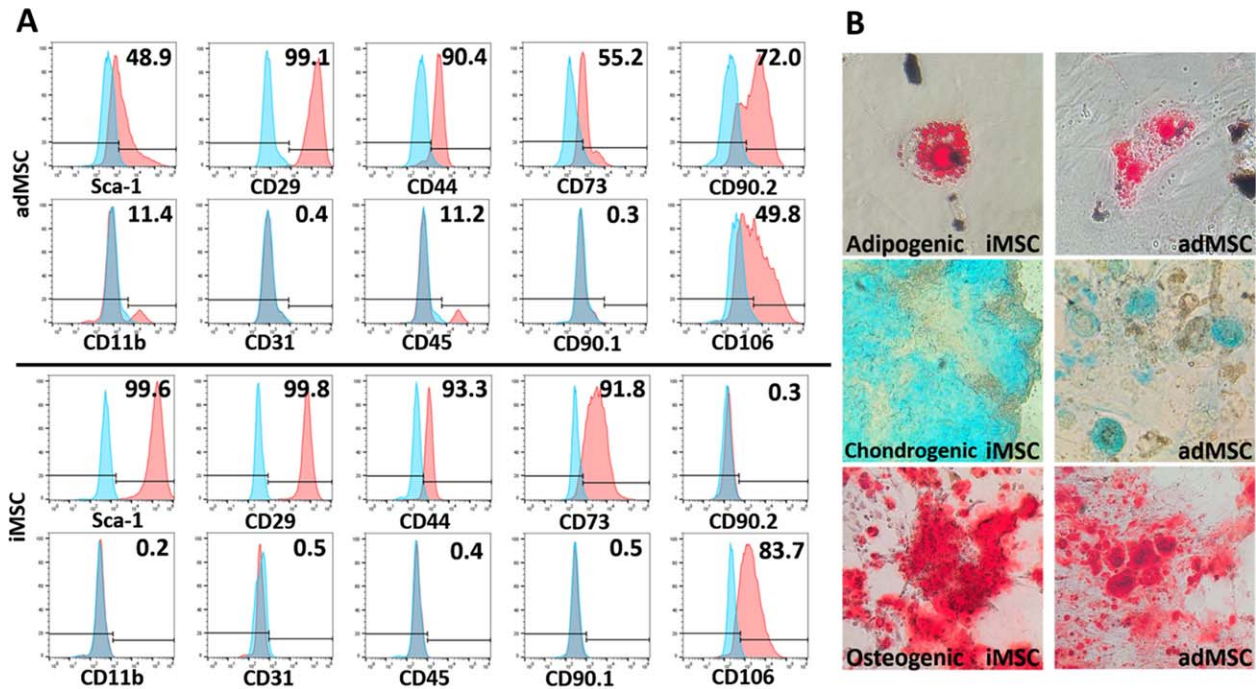 A
B
48.9 99.1 90.4 55.2 72.0
Sca-1 CD29 CD44 CD73 CD90.2
adMSC
11.4 0.4 11.2 0.3 49.8
CD11b CD31 CD45 CD90.1 CD106
99.6 99.8 93.3 91.8 0.3
Sca-1 CD29 CD44 CD73 CD90.2
iMSC
0.2 0.5 0.4 0.5 83.7
CD11b CD31 CD45 CD90.1 CD106
Adipogenic iMSC adMSC
Chondrogenic iMSC adMSC
Osteogenic iMSC adMSC